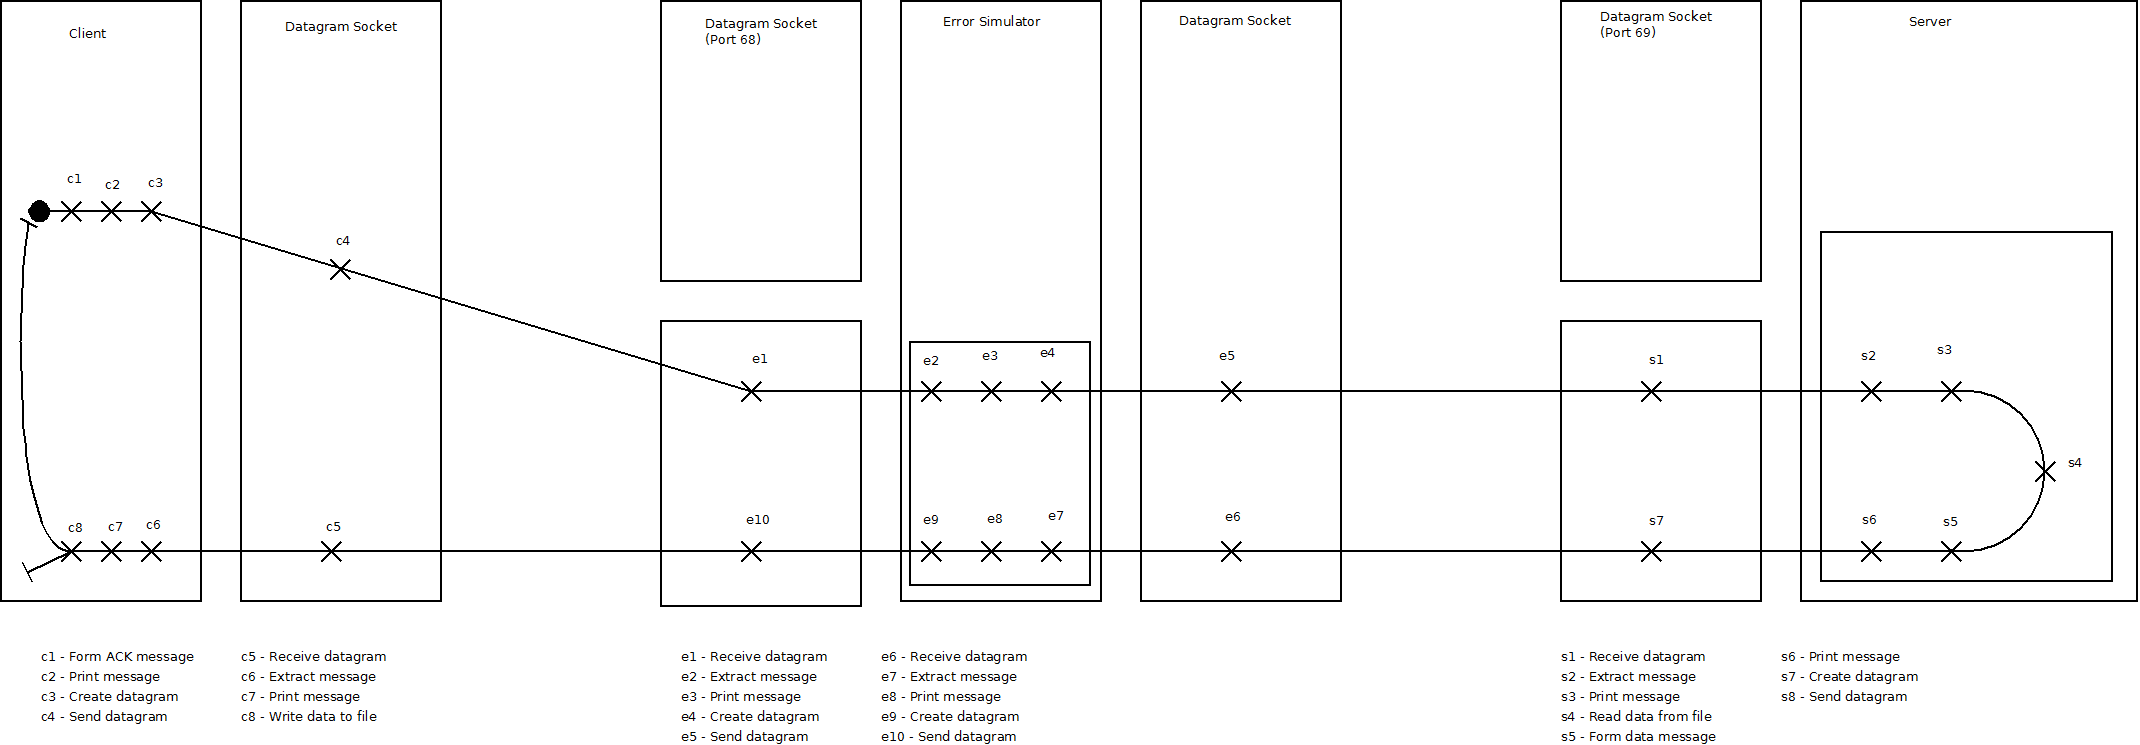 Client
Datagram Socket
Datagram Socket
(Port 68)
Error Simulator
Datagram Socket
Datagram Socket
(Port 69)
Server
c1
c2
c3
c4
e1
e2
e3
e4
e5
s1
s2
s3
s4
c8
c7
c6
c5
e10
e9
e8
e7
e6
s7
s6
s5
c1 - Form ACK message
c2 - Print message
c3 - Create datagram
c4 - Send datagram
c5 - Receive datagram
c6 - Extract message
c7 - Print message
c8 - Write data to file
e1 - Receive datagram
e2 - Extract message
e3 - Print message
e4 - Create datagram
e5 - Send datagram
e6 - Receive datagram
e7 - Extract message
e8 - Print message
e9 - Create datagram
e10 - Send datagram
s1 - Receive datagram
s2 - Extract message
s3 - Print message
s4 - Read data from file
s5 - Form data message
s6 - Print message
s7 - Create datagram
s8 - Send datagram